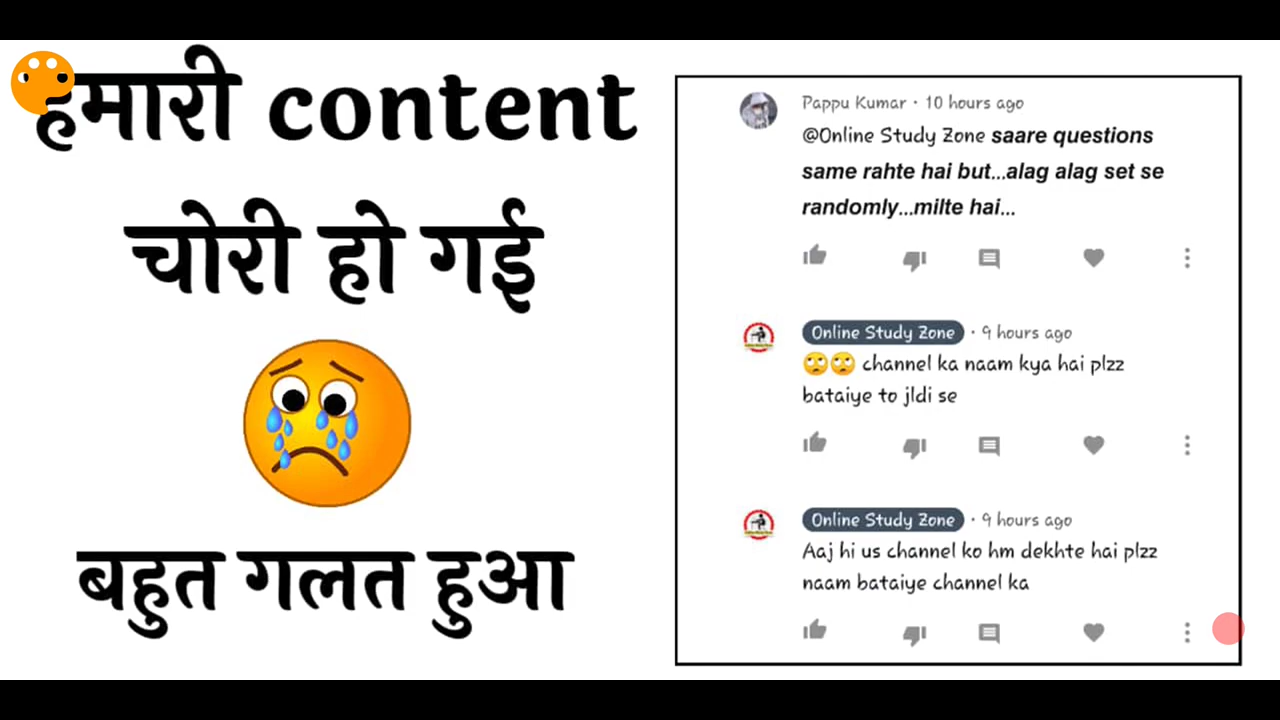 हमारी content
चोरी हो गई
बहुत गलत हुआ
Pappu Kumar · 10 hours ago
@Online Study Zone saare questions
same rahte hai but...alag alag set se
randomly...milte hai...
Online Study Zone · 9 hours ago
🙄🙄 channel ka naam kya hai plzz
bataiye to jldi se
Online Study Zone · 9 hours ago
Aaj hi us channel ko hm dekhte hai plzz
naam bataiye channel ka